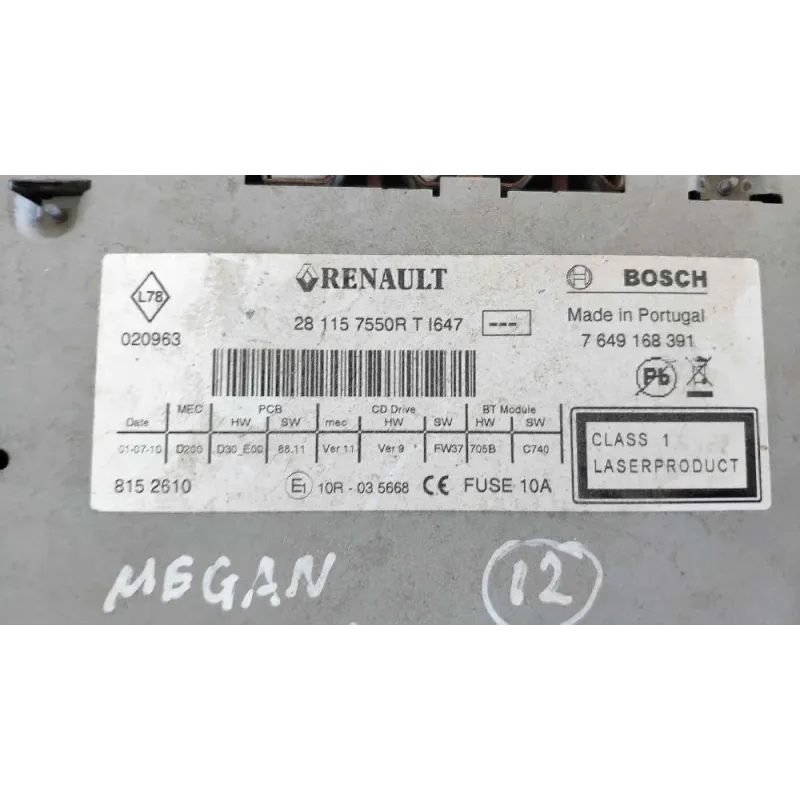 RENAULT
BOSCH
L78
28 115 7550R T I647 ---
Made in Portugal
020963
7 649 168 391
Pb
MEC PCB CD Drive BT Module
Date HW SW mec HW SW HW SW
01-07-10 D200 D30_E00 88.11 Ver 11 Ver 9 FW37 705B C740
CLASS 1
LASERPRODUCT
815 2610 E1 10R - 03 5668 CE FUSE 10A
MEGAN 12